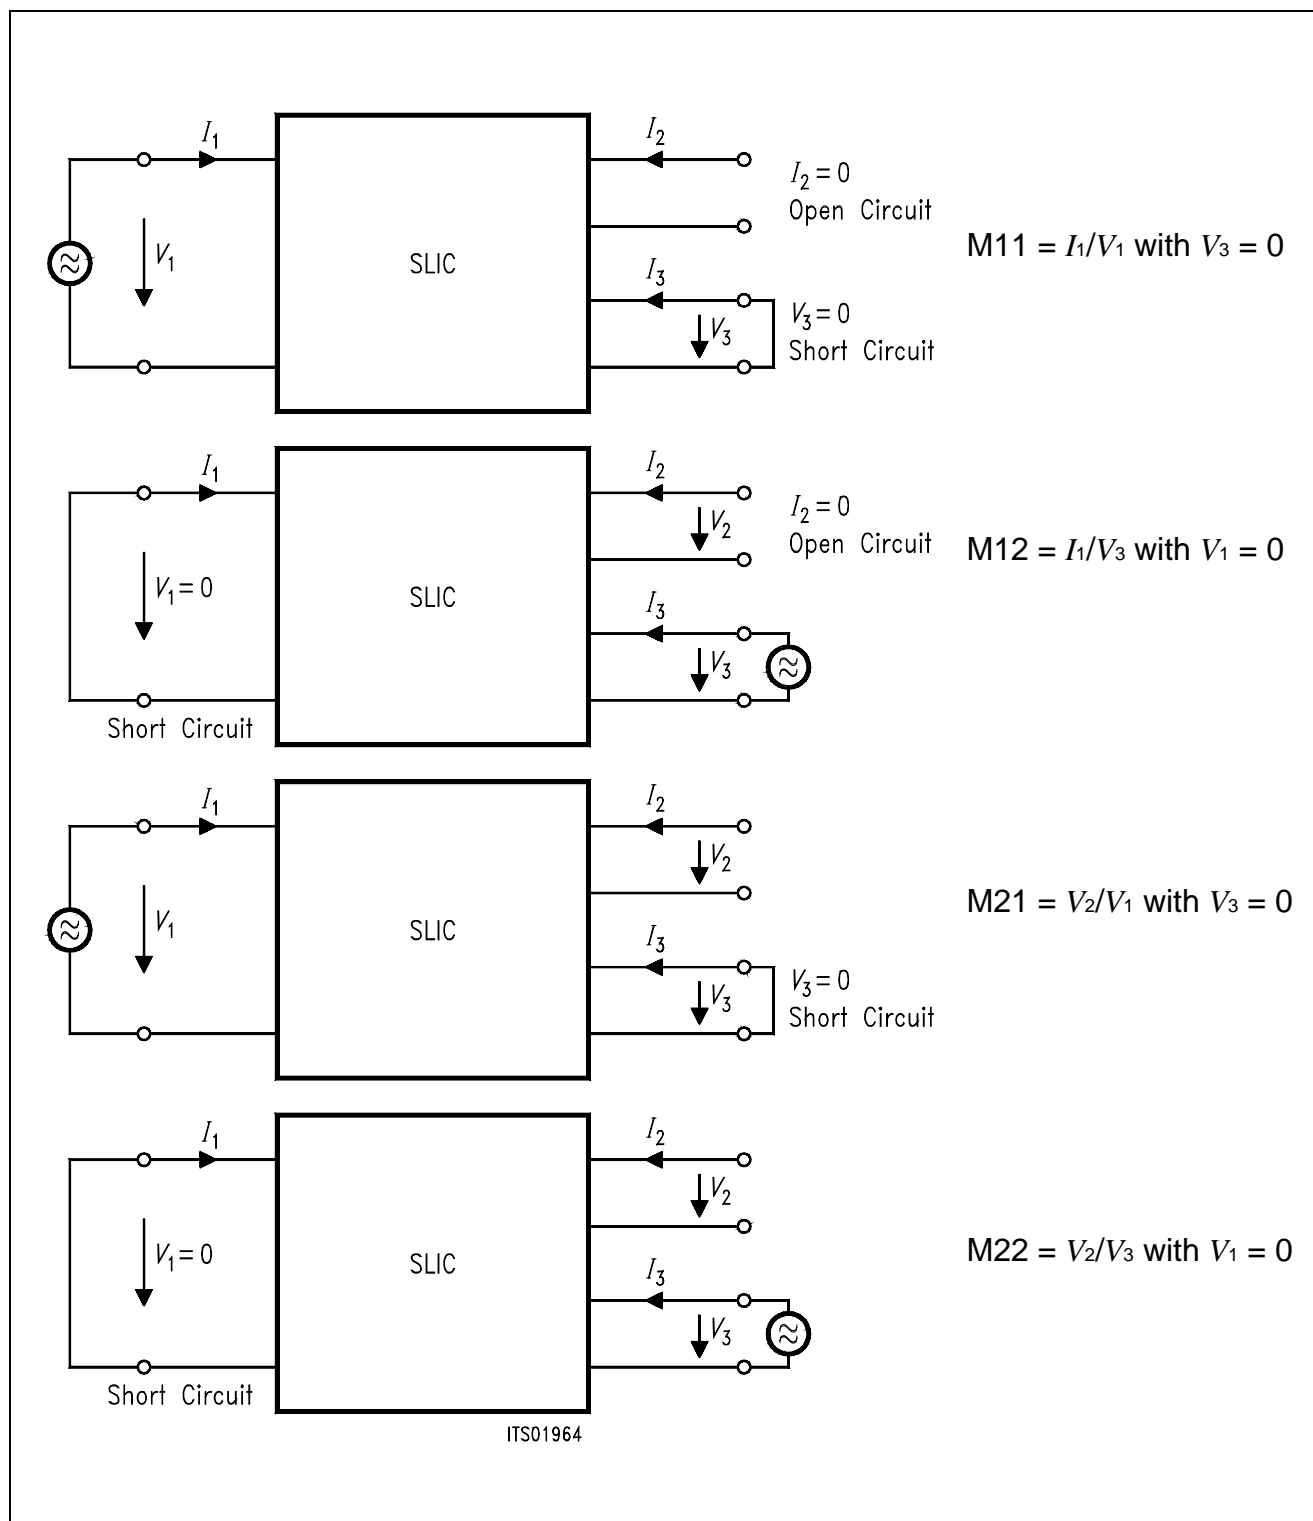 I1
I2
I2 = 0
Open Circuit
V1
SLIC
M11 = I1/V1 with V3 = 0
I3
V3
V3 = 0
Short Circuit
I1
I2
V2
I2 = 0
Open Circuit
V1 = 0
SLIC
M12 = I1/V3 with V1 = 0
I3
V3
Short Circuit
I1
I2
V2
V1
SLIC
M21 = V2/V1 with V3 = 0
I3
V3
V3 = 0
Short Circuit
I1
I2
V2
V1 = 0
SLIC
M22 = V2/V3 with V1 = 0
I3
V3
Short Circuit
ITS01964